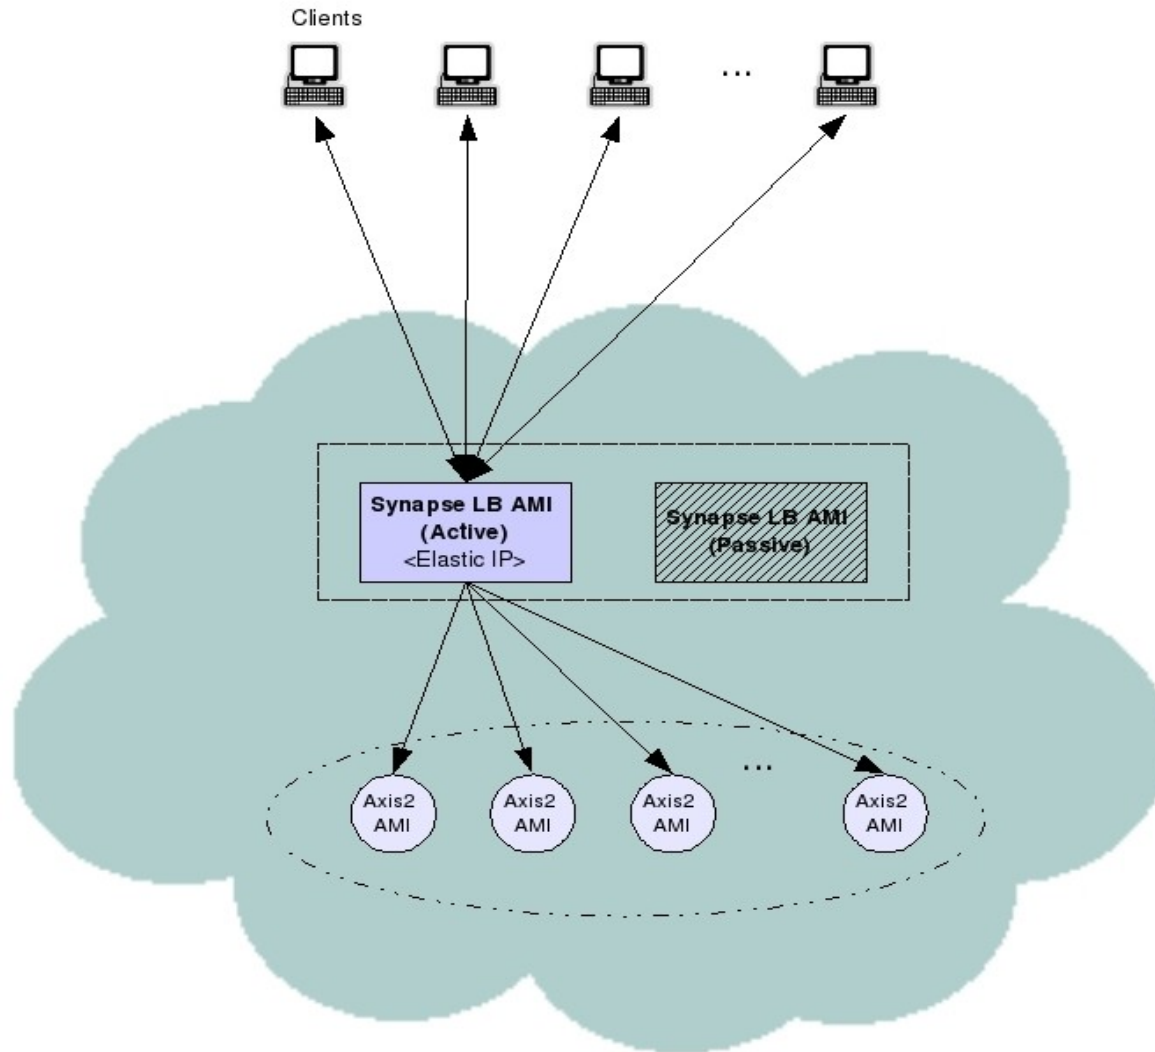 Clients
...
Synapse LB AMI
(Active)
<Elastic IP>
Synapse LB AMI
(Passive)
...
Axis2
AMI
Axis2
AMI
Axis2
AMI
Axis2
AMI